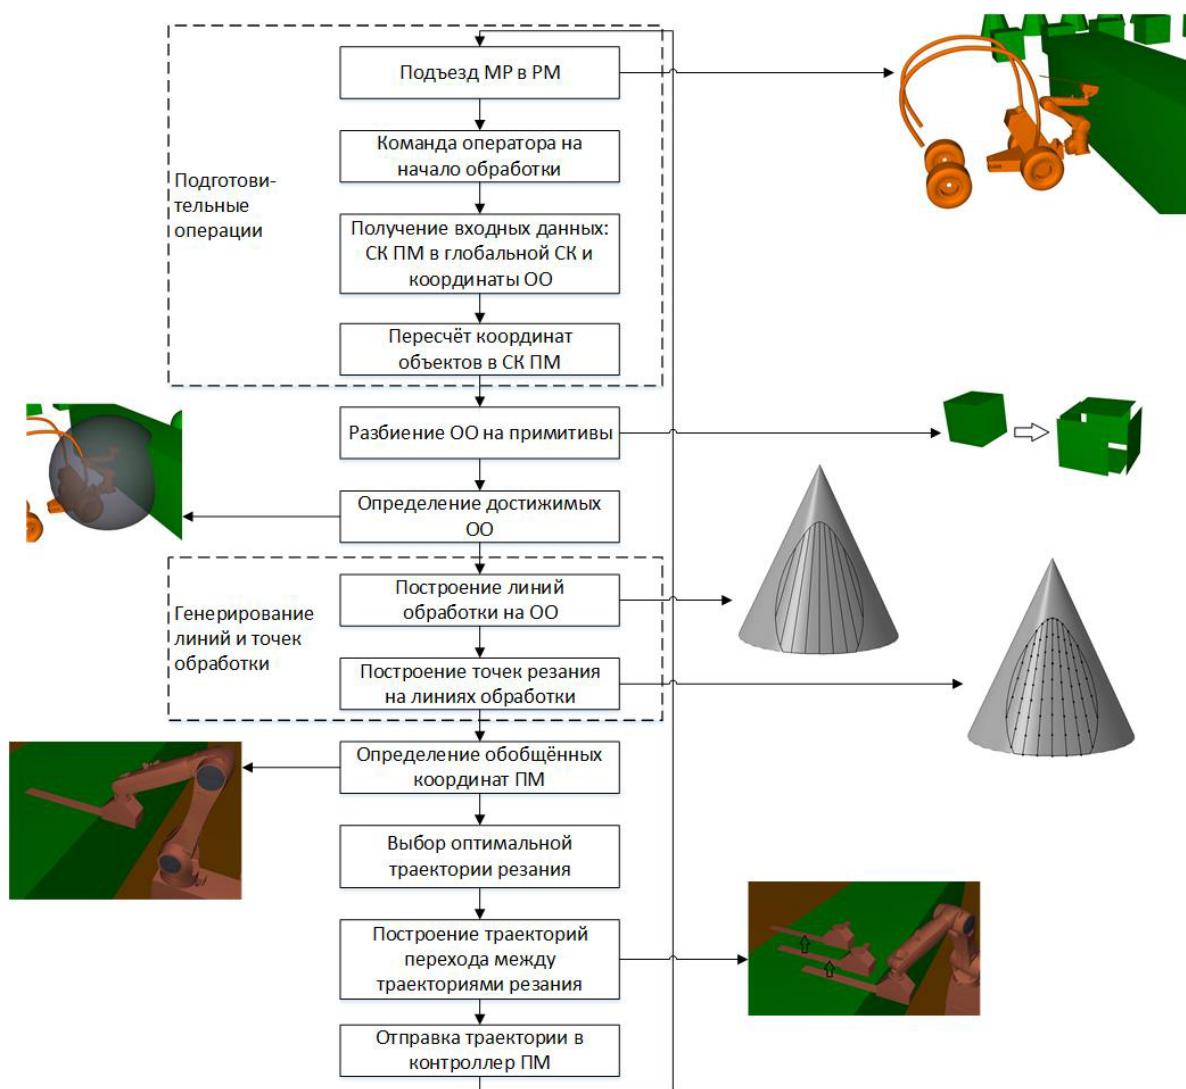 Подъезд МР в РМ
Команда оператора на
начало обработки
Подготови-
тельные
операции
Получение входных данных:
СК ПМ в глобальной СК и
координаты ОО
Пересчёт координат
объектов в СК ПМ
Разбиение ОО на примитивы
Определение достижимых
ОО
Генерирование
линий и точек
обработки
Построение линий
обработки на ОО
Построение точек резания
на линиях обработки
Определение обобщённых
координат ПМ
Выбор оптимальной
траектории резания
Построение траекторий
перехода между
траекториями резания
Отправка траектории в
контроллер ПМ